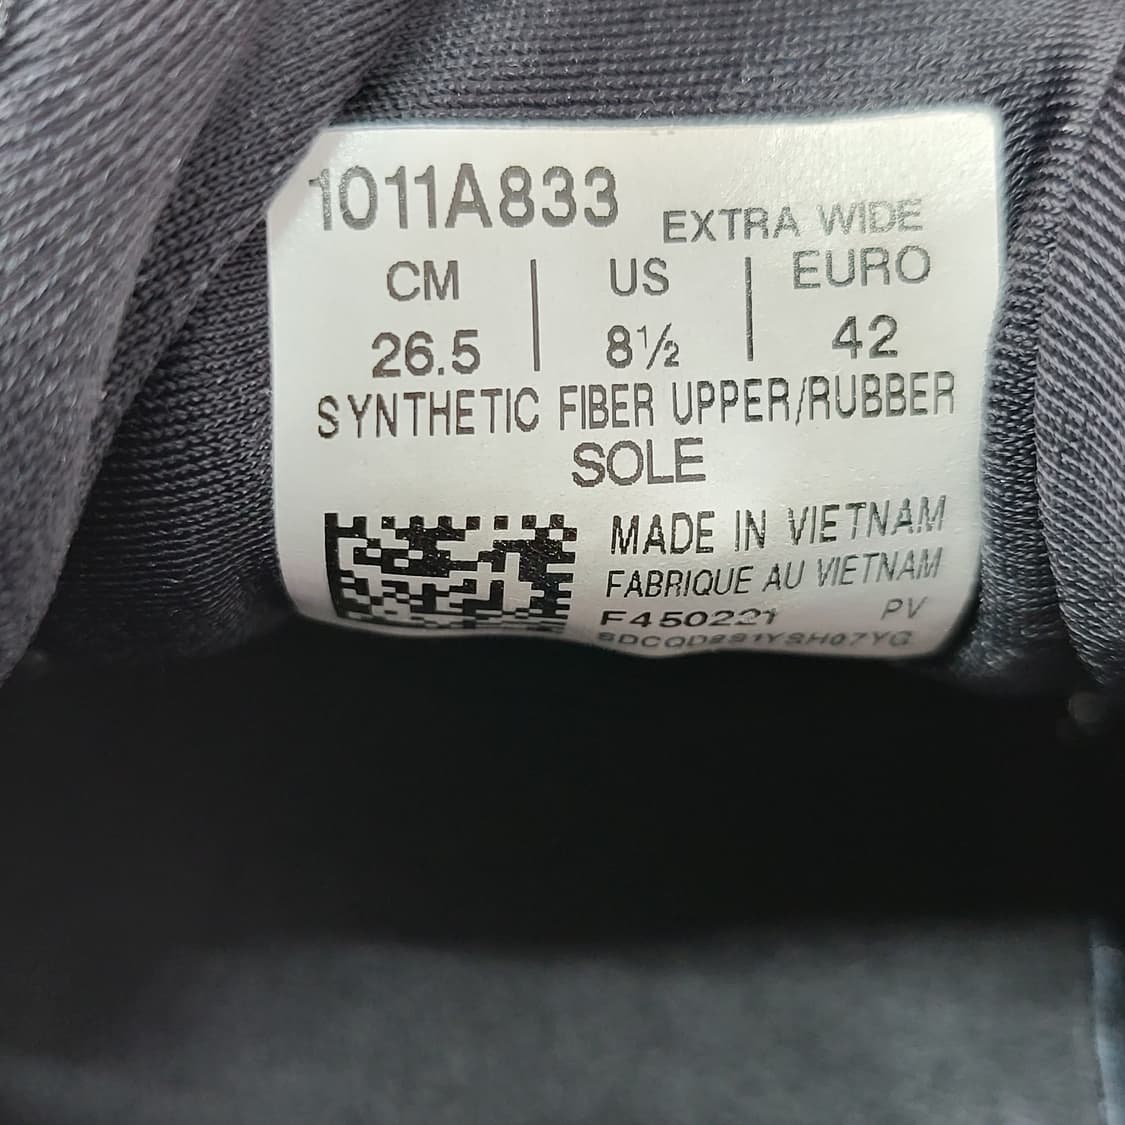 1011A833 EXTRA WIDE
CM | US | EURO
26.5 | 8½ | 42
SYNTHETIC FIBER UPPER/RUBBER
SOLE
MADE IN VIETNAM
FABRIQUE AU VIETNAM
F450221 PV